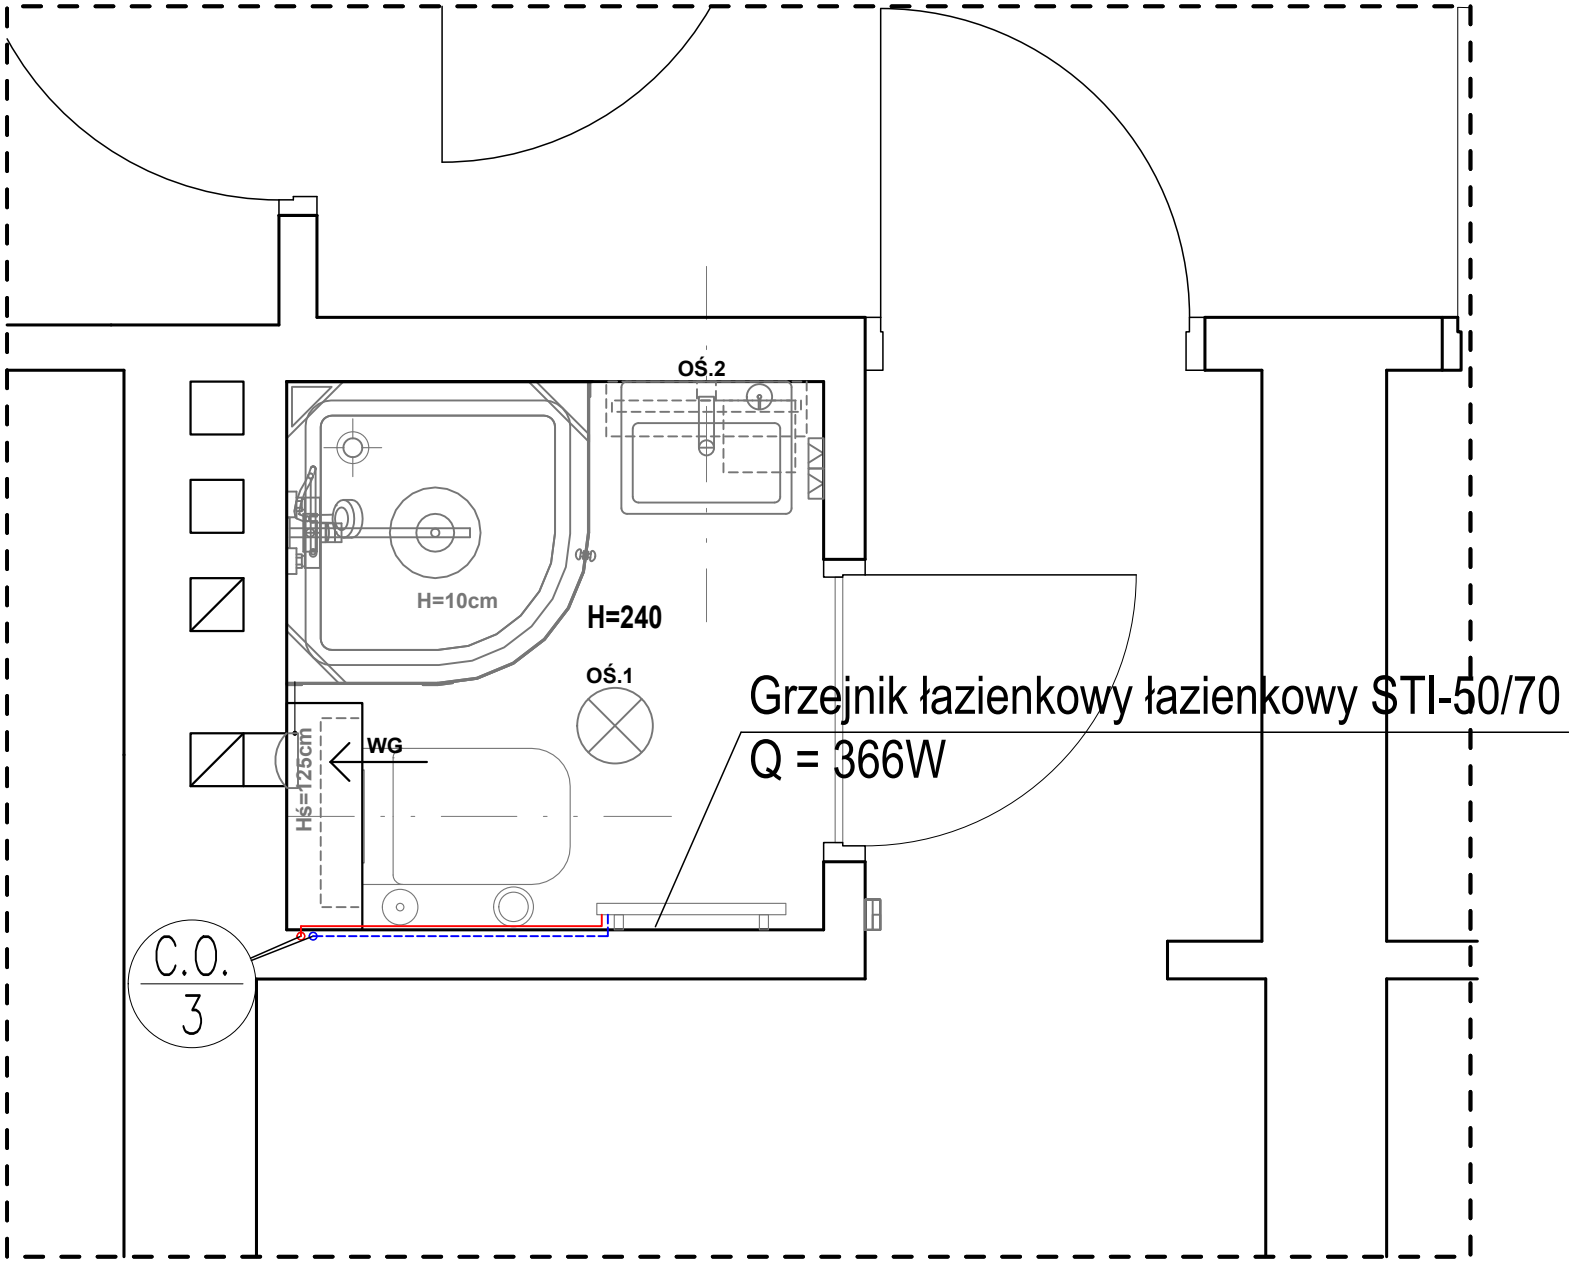 OŚ.2
H=10cm
H=240
OŚ.1
Grzejnik łazienkowy łazienkowy STI-50/70
Q = 366W
WG
Hś=125cm
C.O.
3